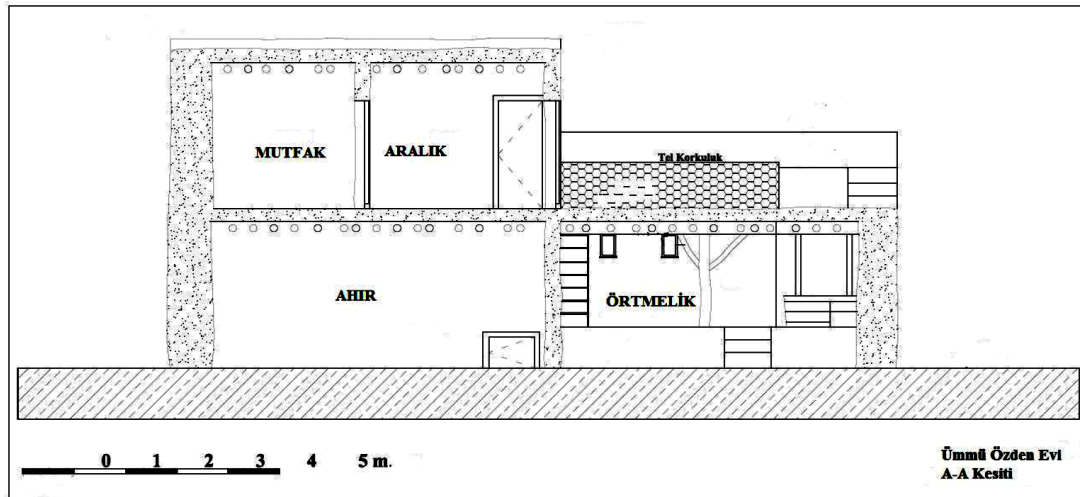 MUTFAK
ARALIK
Tel Korkuluk
AHIR
ÖRTMELİK
0 1 2 3 4 5 m.
Ümmü Özden Evi
A-A Kesiti